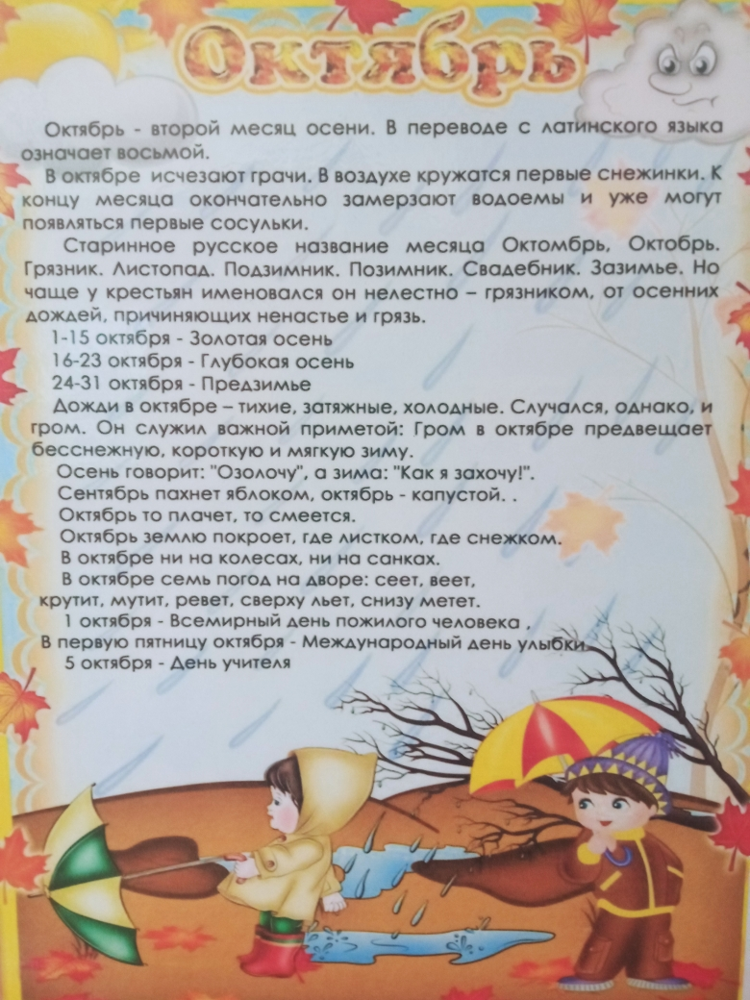 Октябрь
Октябрь - второй месяц осени. В переводе с латинского языка
означает восьмой.
В октябре исчезают грачи. В воздухе кружатся первые снежинки. К
концу месяца окончательно замерзают водоемы и уже могут
появляться первые сосульки.
Старинное русское название месяца Октомбрь, Октобрь.
Грязник. Листопад. Подзимник. Позимник. Свадебник. Зазимье. Но
чаще у крестьян именовался он нелестно – грязником, от осенних
дождей, причиняющих ненастье и грязь.
1-15 октября - Золотая осень
16-23 октября - Глубокая осень
24-31 октября - Предзимье
Дожди в октябре – тихие, затяжные, холодные. Случался, однако, и
гром. Он служил важной приметой: Гром в октябре предвещает
бесснежную, короткую и мягкую зиму.
Осень говорит: "Озолочу", а зима: "Как я захочу!".
Сентябрь пахнет яблоком, октябрь - капустой. .
Октябрь то плачет, то смеется.
Октябрь землю покроет, где листком, где снежком.
В октябре ни на колесах, ни на санках.
В октябре семь погод на дворе: сеет, веет,
крутит, мутит, ревет, сверху льет, снизу метет.
1 октября - Всемирный день пожилого человека ,
В первую пятницу октября - Международный день улыбки
5 октября - День учителя